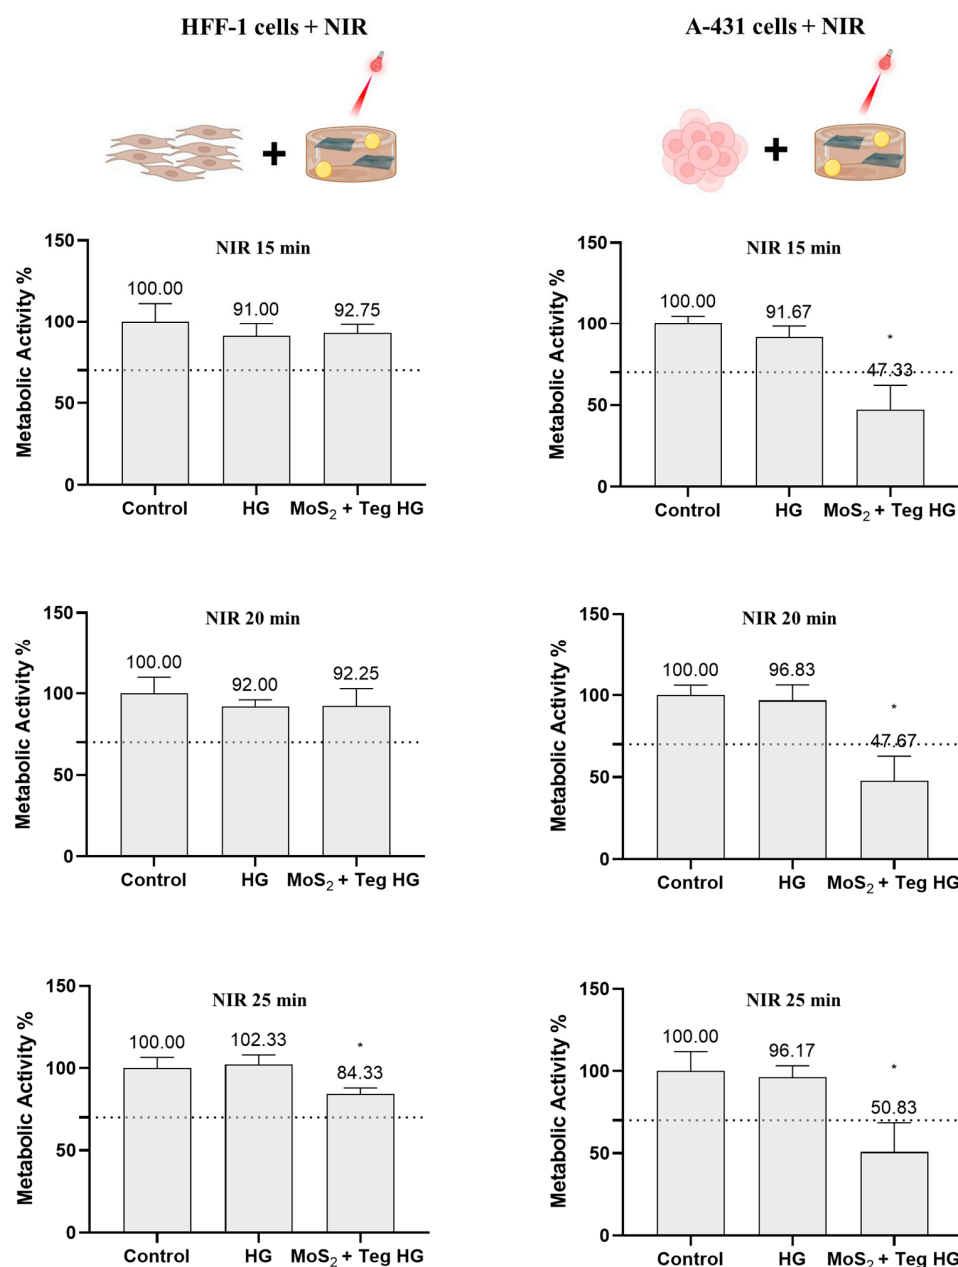 HFF-1 cells + NIR
A-431 cells + NIR
+
+
NIR 15 min
Metabolic Activity %
150
100
50
0
100.00
91.00
92.75
Control
HG
MoS₂ + Teg HG
NIR 15 min
Metabolic Activity %
150
100
50
0
100.00
91.67
*
47.33
Control
HG
MoS₂ + Teg HG
NIR 20 min
Metabolic Activity %
150
100
50
0
100.00
92.00
92.25
Control
HG
MoS₂ + Teg HG
NIR 20 min
Metabolic Activity %
150
100
50
0
100.00
96.83
*
47.67
Control
HG
MoS₂ + Teg HG
NIR 25 min
Metabolic Activity %
150
100
50
0
100.00
102.33
*
84.33
Control
HG
MoS₂ + Teg HG
NIR 25 min
Metabolic Activity %
150
100
50
0
100.00
96.17
*
50.83
Control
HG
MoS₂ + Teg HG